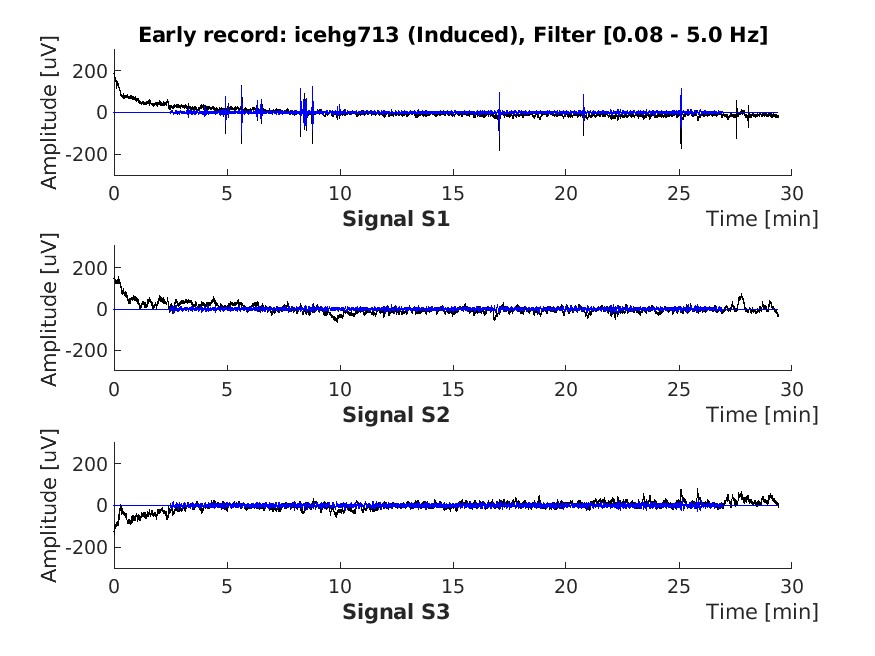 Early record: icehg713 (Induced), Filter [0.08 - 5.0 Hz]
Amplitude [uV]
200
0
-200
0 5 10 15 20 25 30
Signal S1 Time [min]
Amplitude [uV]
200
0
-200
0 5 10 15 20 25 30
Signal S2 Time [min]
Amplitude [uV]
200
0
-200
0 5 10 15 20 25 30
Signal S3 Time [min]